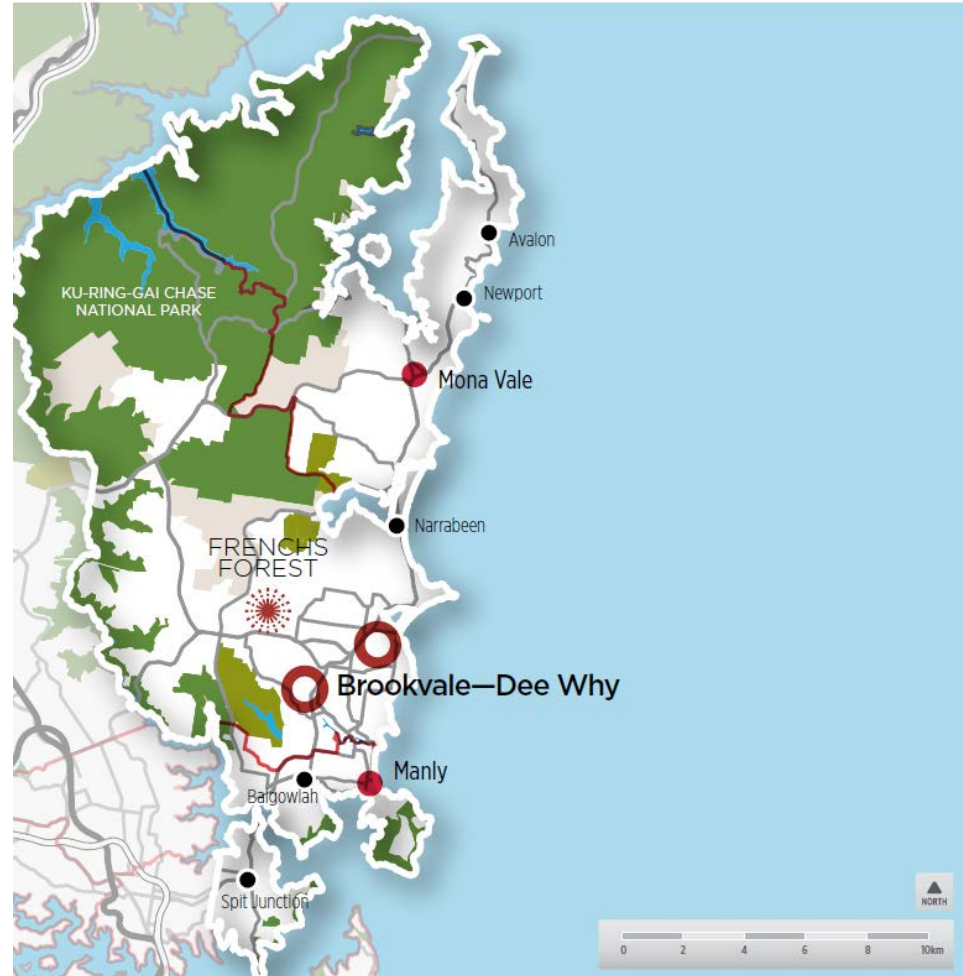 Avalon
Newport
KU-RING-GAI CHASE
NATIONAL PARK
Mona Vale
Narrabeen
FRENCHS
FOREST
Brookvale—Dee Why
Manly
Balgowlah
Spit Junction
NORTH
0 2 4 6 8 10km